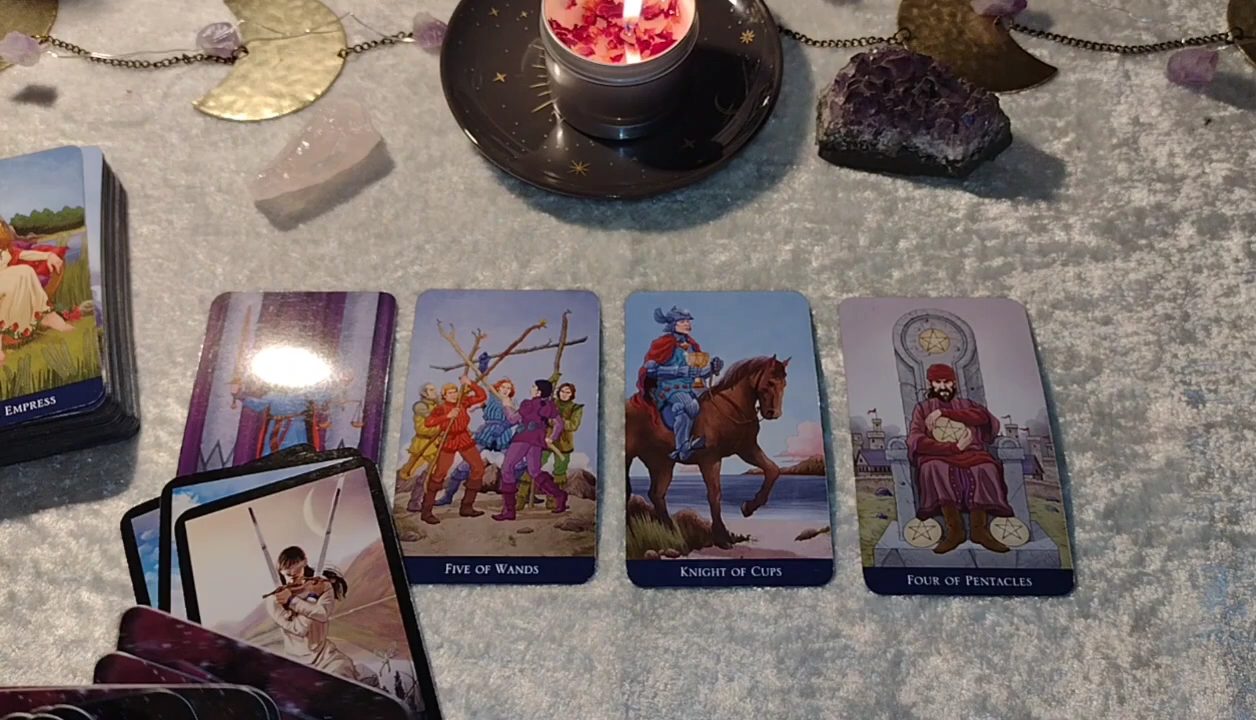 EMPRESS
FIVE OF WANDS
KNIGHT OF CUPS
FOUR OF PENTACLES